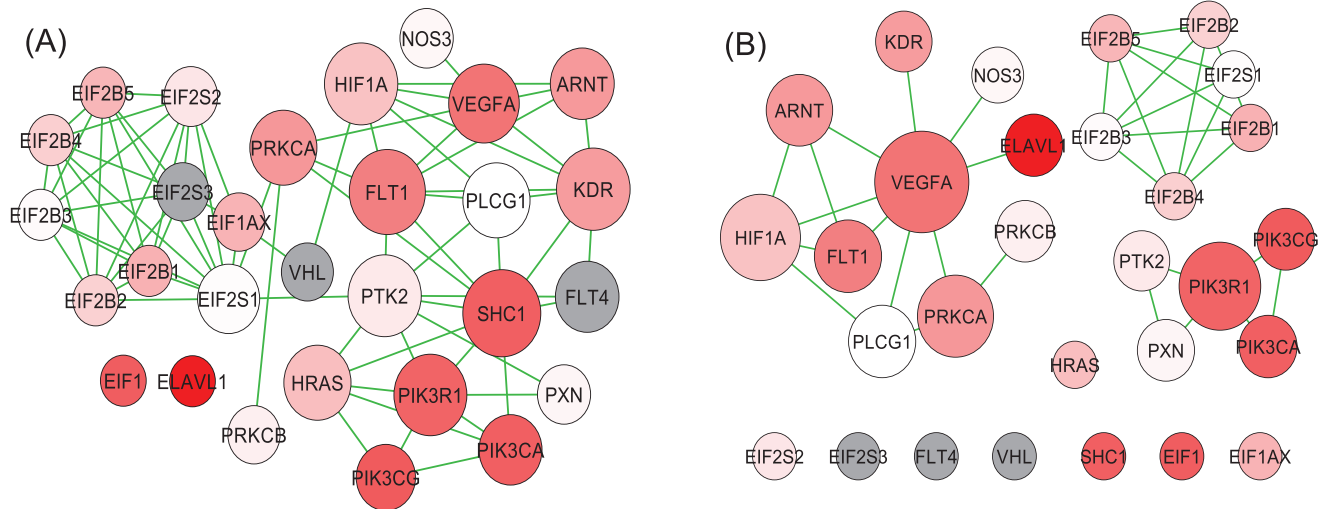 (A)
NOS3
HIF1A
ARNT
VEGFA
EIF2B5
EIF2S2
EIF2B4
PRKCA
EIF2S3
FLT1
PLCG1
KDR
EIF2B3
EIF1AX
EIF2B1
VHL
EIF2B2
EIF2S1
PTK2
FLT4
SHC1
EIF1
ELAVL1
HRAS
PIK3R1
PXN
PRKCB
PIK3CA
PIK3CG
(B)
KDR
NOS3
ARNT
ELAVL1
VEGFA
HIF1A
FLT1
PRKCB
PRKCA
PLCG1
EIF2B2
EIF2B5
EIF2S1
EIF2B3
EIF2B1
EIF2B4
PIK3CG
PTK2
PIK3R1
PXN
PIK3CA
HRAS
EIF2S2
EIF2S3
FLT4
VHL
SHC1
EIF1
EIF1AX